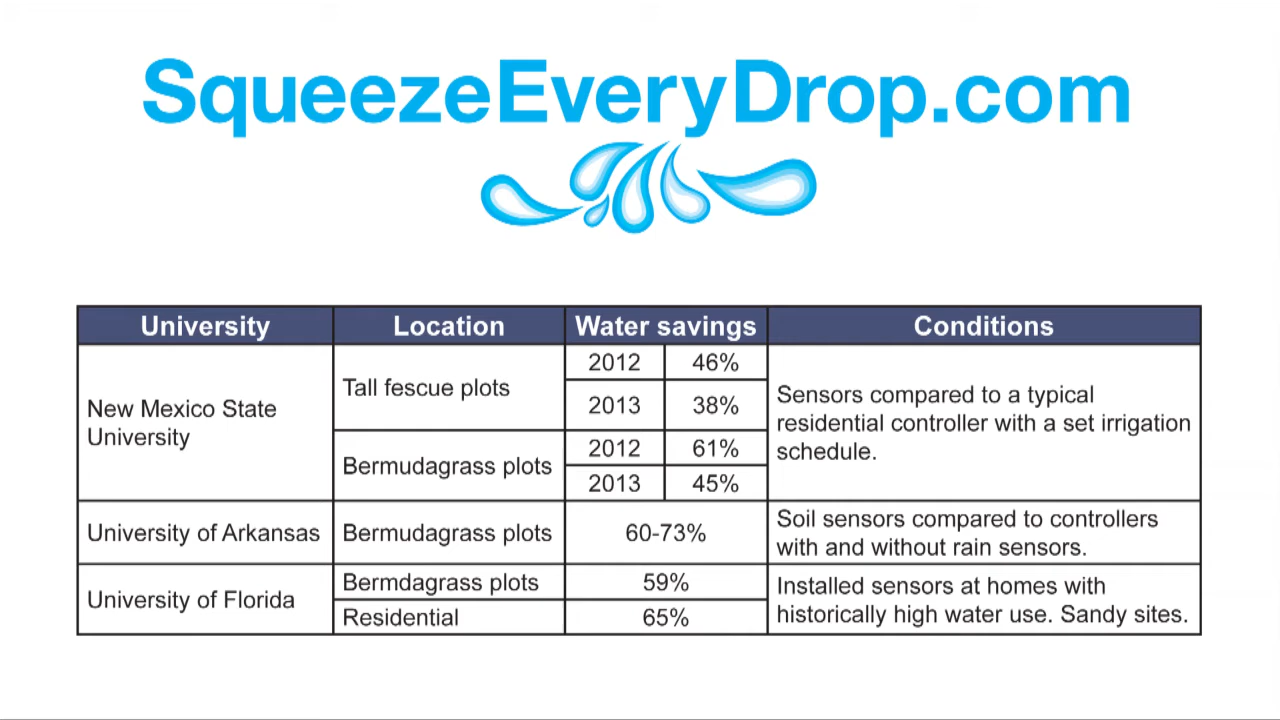 SqueezeEveryDrop.com
University Location Water savings Conditions
New Mexico State
University
Tall fescue plots
2012 46%
2013 38%
Bermudagrass plots
2012 61%
2013 45%
Sensors compared to a typical
residential controller with a set irrigation
schedule.
University of Arkansas
Bermudagrass plots
60-73%
Soil sensors compared to controllers
with and without rain sensors.
University of Florida
Bermdagrass plots
59%
Residential
65%
Installed sensors at homes with
historically high water use. Sandy sites.